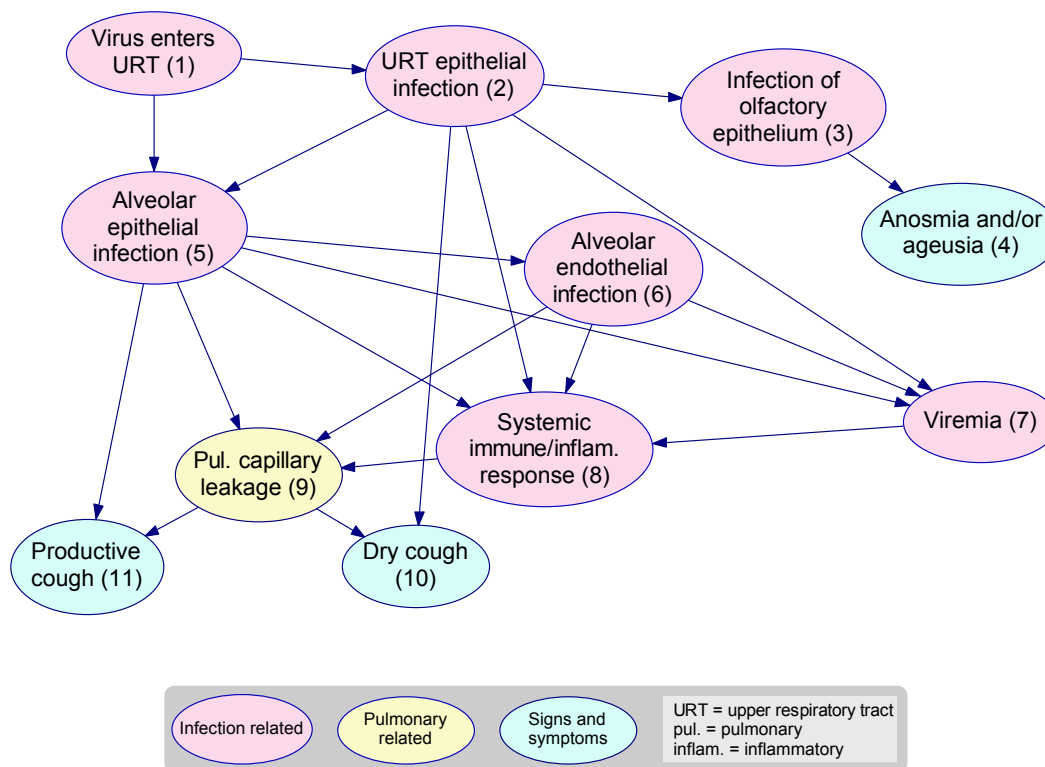 Virus enters
URT (1)
URT epithelial
infection (2)
Infection of
olfactory
epithelium (3)
Anosmia and/or
ageusia (4)
Alveolar
epithelial
infection (5)
Alveolar
endothelial
infection (6)
Viremia (7)
Systemic
immune/inflam.
response (8)
Pul. capillary
leakage (9)
Dry cough
(10)
Productive
cough (11)
Infection related
Pulmonary
related
Signs and
symptoms
URT = upper respiratory tract
pul. = pulmonary
inflam. = inflammatory